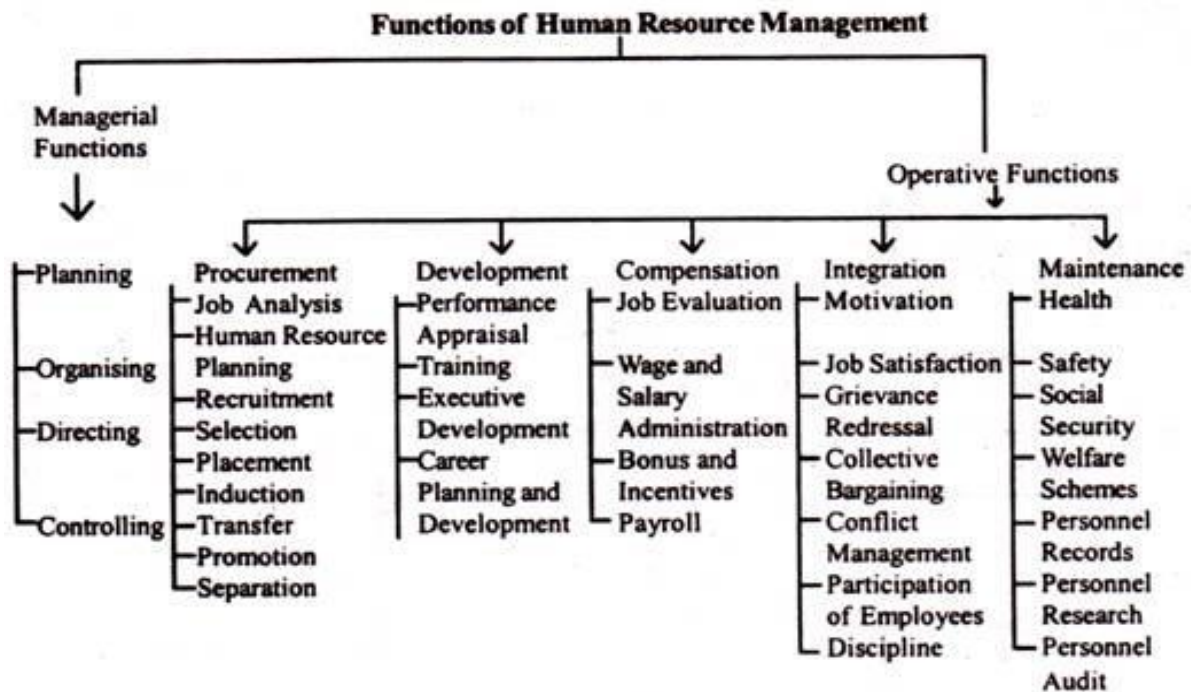 Functions of Human Resource Management
Managerial
Functions
Operative Functions
Planning
Organising
Directing
Controlling
Procurement
Job Analysis
Human Resource
Planning
Recruitment
Selection
Placement
Induction
Transfer
Promotion
Separation
Development
Performance
Appraisal
Training
Executive
Development
Career
Planning and
Development
Compensation
Job Evaluation
Wage and
Salary
Administration
Bonus and
Incentives
Payroll
Integration
Motivation
Job Satisfaction
Grievance
Redressal
Collective
Bargaining
Conflict
Management
Participation
of Employees
Discipline
Maintenance
Health
Safety
Social
Security
Welfare
Schemes
Personnel
Records
Personnel
Research
Personnel
Audit